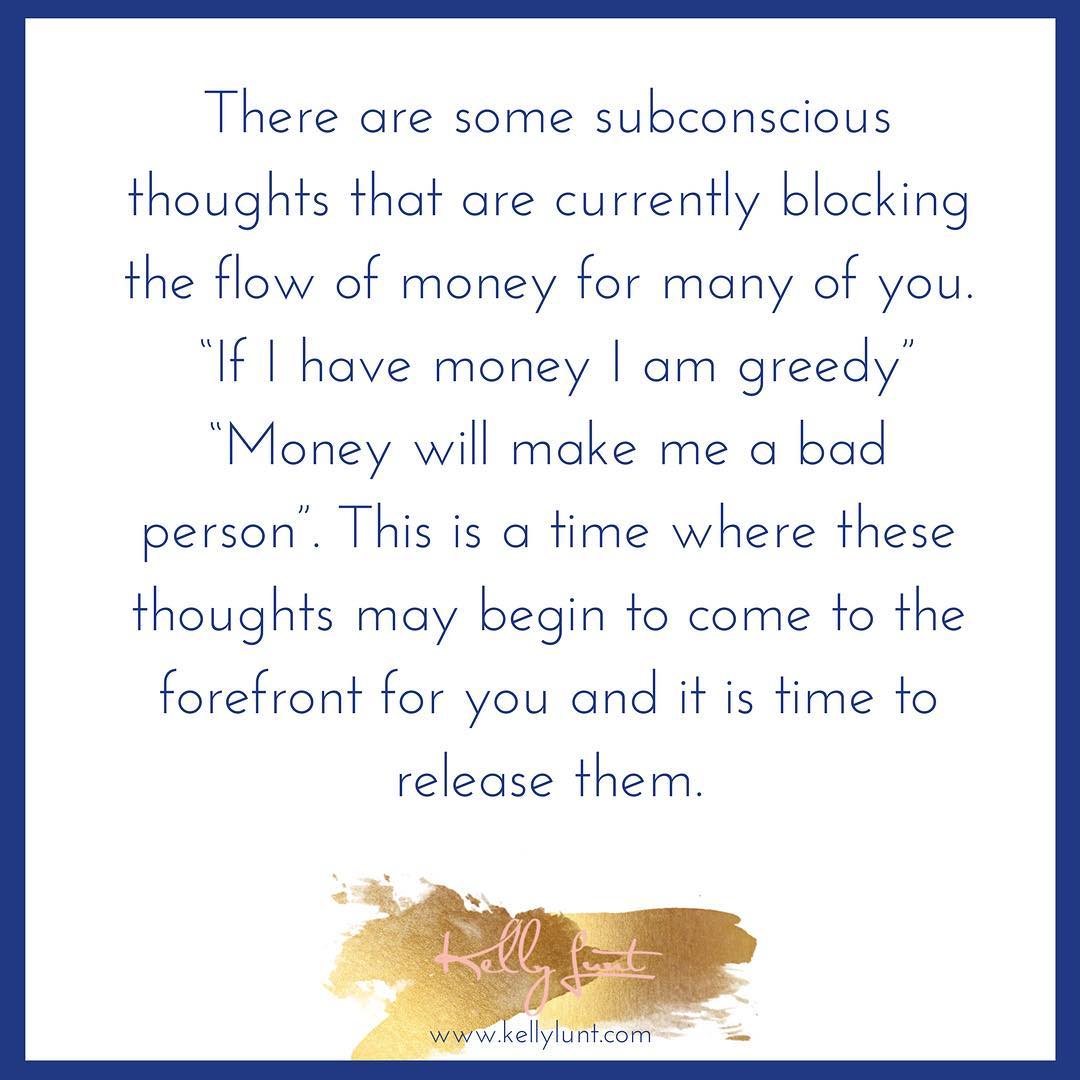 There are some subconscious
thoughts that are currently blocking
the flow of money for many of you.
“If I have money I am greedy”
“Money will make me a bad
person”. This is a time where these
thoughts may begin to come to the
forefront for you and it is time to
release them.
Kelly Lunt
www.kellylunt.com